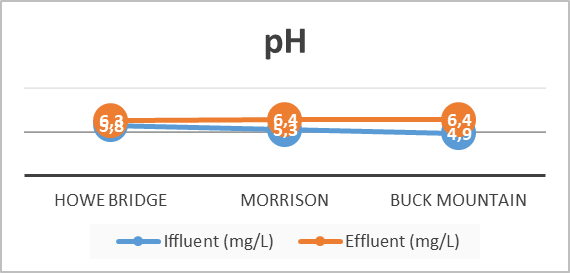 pH
6,3 6,4 6,4
5,8 5,3 4,9
HOWE BRIDGE MORRISON BUCK MOUNTAIN
Iffluent (mg/L) Effluent (mg/L)